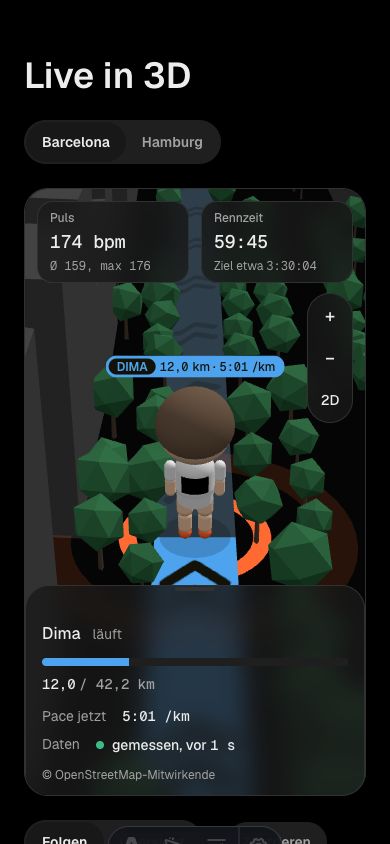 Live in 3D
Barcelona Hamburg
Puls
174 bpm
Ø 159, max 176
Rennzeit
59:45
Ziel etwa 3:30:04
+
−
2D
DIMA 12,0 km · 5:01 /km
Dima läuft
12,0 / 42,2 km
Pace jetzt 5:01 /km
Daten gemessen, vor 1 s
© OpenStreetMap-Mitwirkende
Folgen